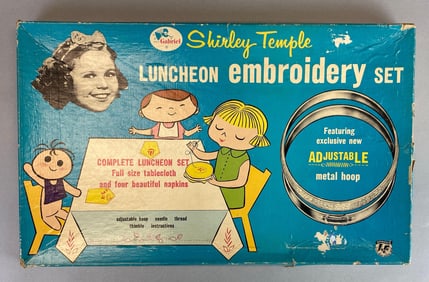 Gabriel
Shirley Temple
LUNCHEON embroidery SET
Featuring
exclusive new
ADJUSTABLE
metal hoop
COMPLETE LUNCHEON SET
Full size tablecloth
and four beautiful napkins
adjustable hoop needle thread
thimble instructions